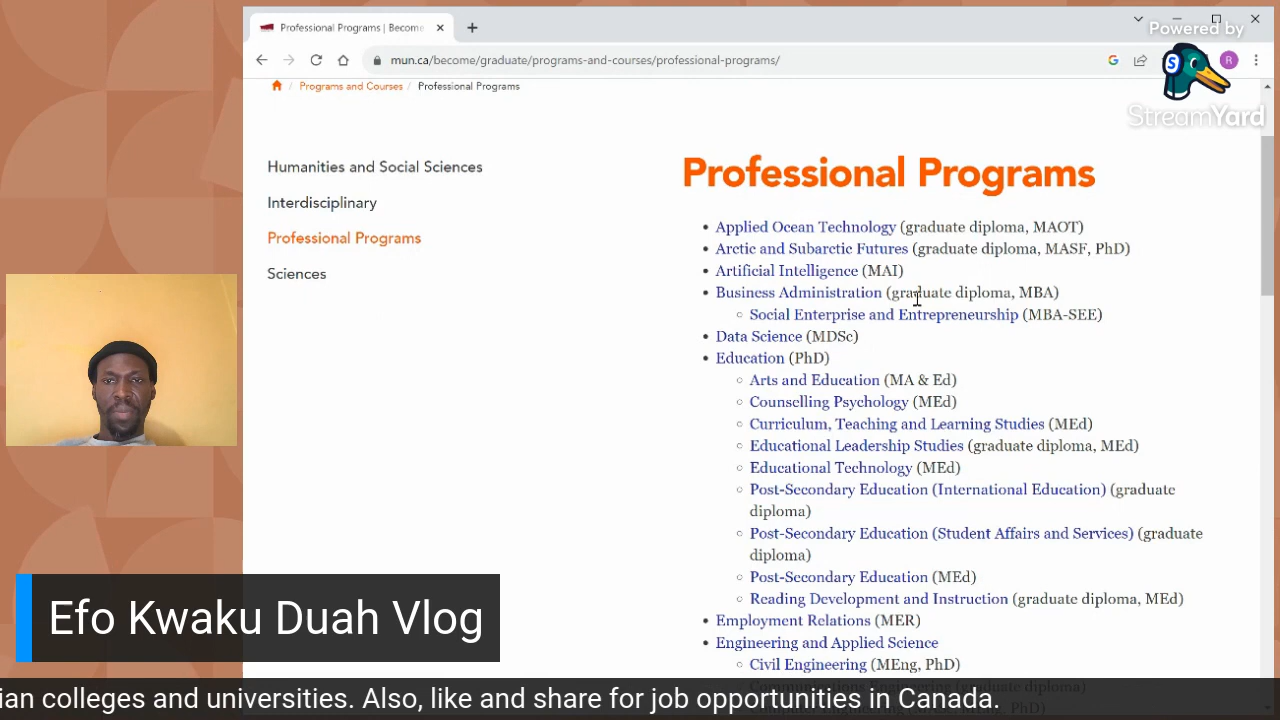 Professional Programs | Become
Powered by
mun.ca/become/graduate/programs-and-courses/professional-programs/
G
R
S
StreamYard
Programs and Courses / Professional Programs
Humanities and Social Sciences
Interdisciplinary
Professional Programs
Sciences
Professional Programs
• Applied Ocean Technology (graduate diploma, MAOT)
• Arctic and Subarctic Futures (graduate diploma, MASF, PhD)
• Artificial Intelligence (MAI)
• Business Administration (graduate diploma, MBA)
◦ Social Enterprise and Entrepreneurship (MBA-SEE)
• Data Science (MDSc)
• Education (PhD)
◦ Arts and Education (MA & Ed)
◦ Counselling Psychology (MEd)
◦ Curriculum, Teaching and Learning Studies (MEd)
◦ Educational Leadership Studies (graduate diploma, MEd)
◦ Educational Technology (MEd)
◦ Post-Secondary Education (International Education) (graduate
diploma)
◦ Post-Secondary Education (Student Affairs and Services) (graduate
diploma)
◦ Post-Secondary Education (MEd)
◦ Reading Development and Instruction (graduate diploma, MEd)
• Employment Relations (MER)
• Engineering and Applied Science
◦ Civil Engineering (MEng, PhD)
◦ Communications Engineering (graduate diploma)
Efo Kwaku Duah Vlog
ian colleges and universities. Also, like and share for job opportunities in Canada.